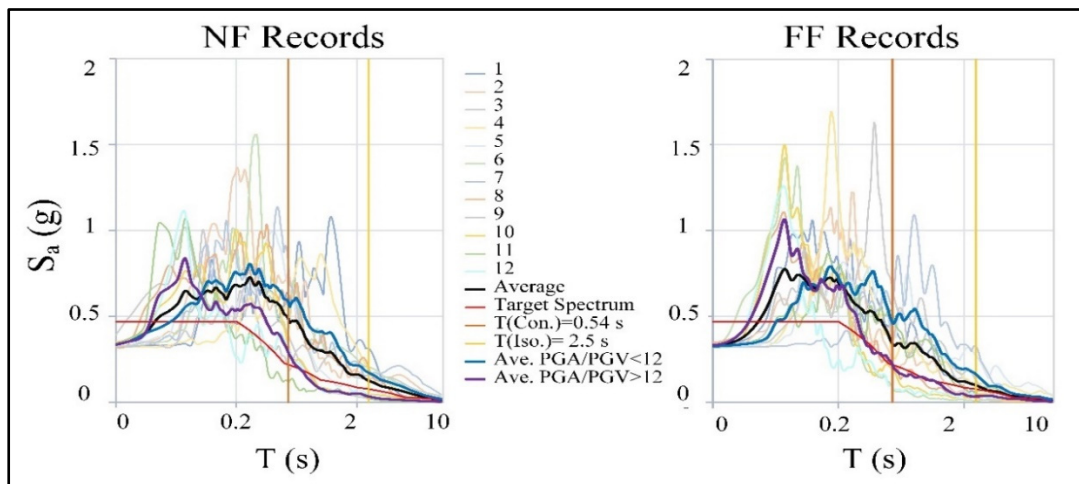 NF Records
2
1.5
1
0.5
0
0
0.2
2
10
S_a (g)
T (s)
1
2
3
4
5
6
7
8
9
10
11
12
Average
Target Spectrum
T(Con.)=0.54 s
T(Iso.)= 2.5 s
Ave. PGA/PGV<12
Ave. PGA/PGV>12
FF Records
2
1.5
1
0.5
0
0
0.2
2
10
T (s)